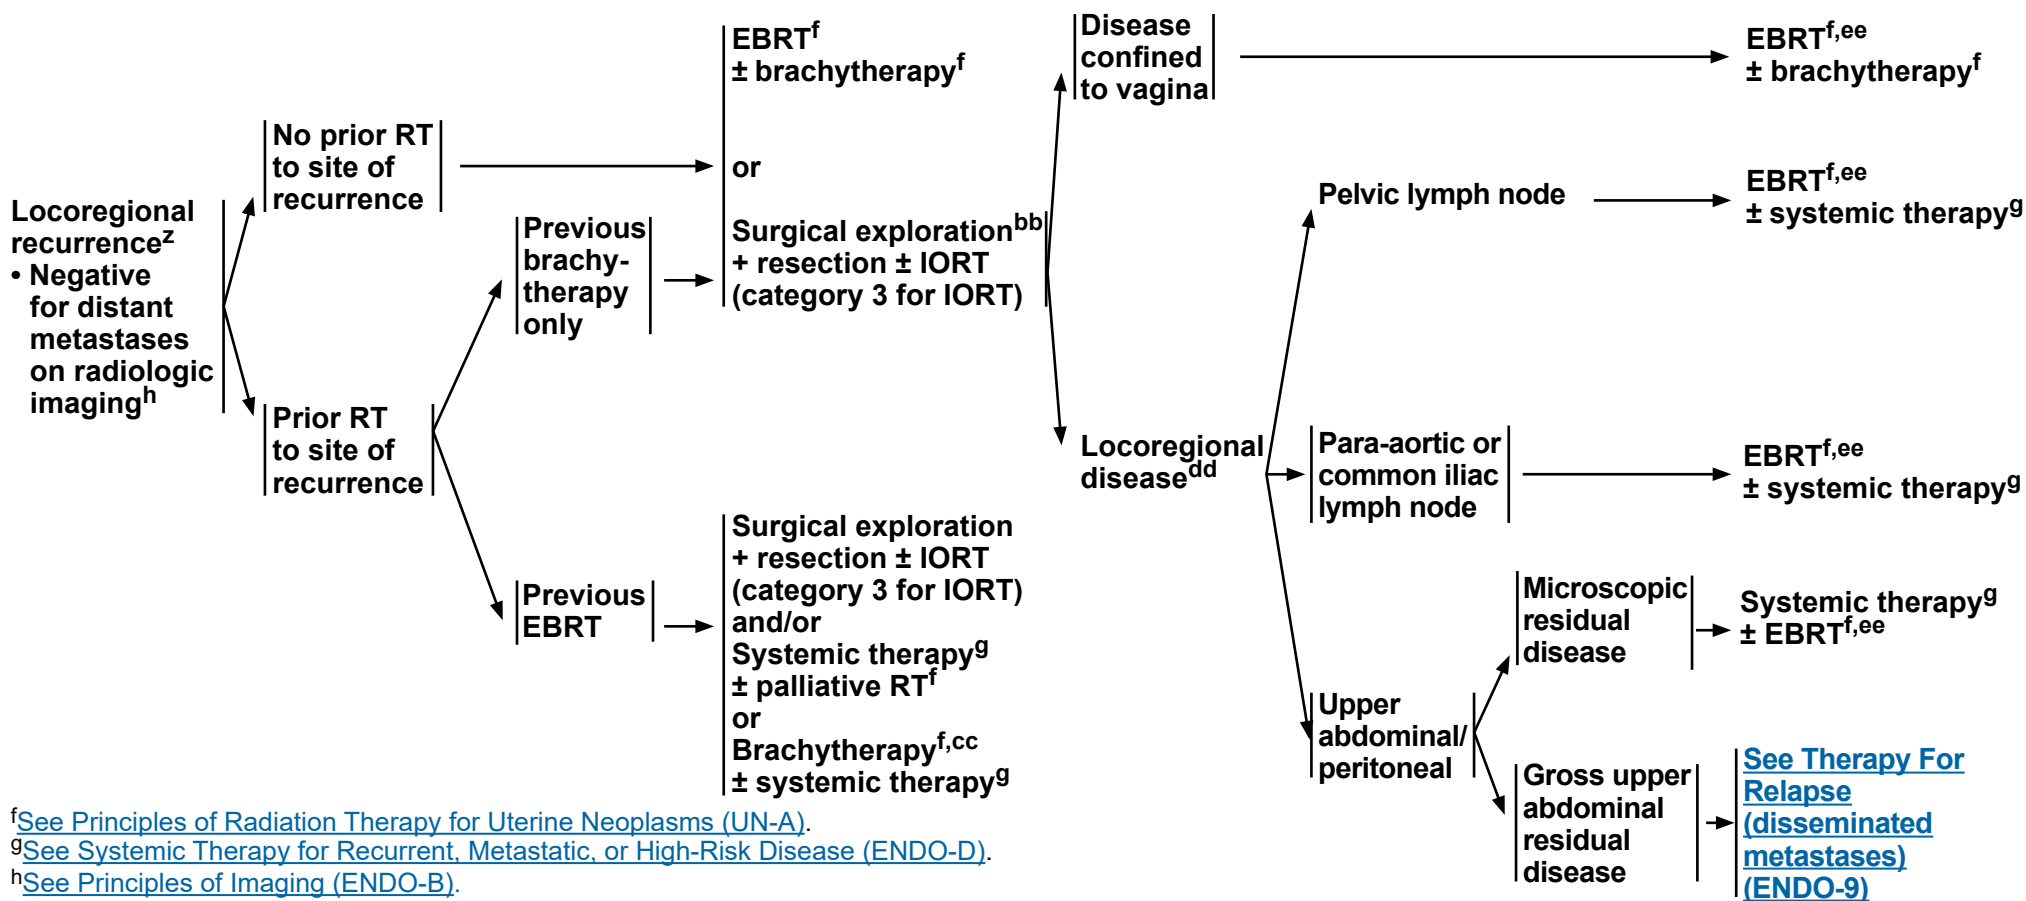 Locoregional
recurrencez
• Negative
for distant
metastases
on radiologic
imagingh
No prior RT
to site of
recurrence
Prior RT
to site of
recurrence
Previous
brachy-
therapy
only
Previous
EBRT
EBRTf
± brachytherapyf
or
Surgical explorationbb
+ resection ± IORT
(category 3 for IORT)
Surgical exploration
+ resection ± IORT
(category 3 for IORT)
and/or
Systemic therapyg
± palliative RTf
or
Brachytherapyf,cc
± systemic therapyg
Disease
confined
to vagina
Locoregional
diseasedd
Pelvic lymph node
Para-aortic or
common iliac
lymph node
Upper
abdominal/
peritoneal
Microscopic
residual
disease
Gross upper
abdominal
residual
disease
EBRTf,ee
± brachytherapyf
EBRTf,ee
± systemic therapyg
EBRTf,ee
± systemic therapyg
Systemic therapyg
± EBRTf,ee
See Therapy For
Relapse
(disseminated
metastases)
(ENDO-9)
fSee Principles of Radiation Therapy for Uterine Neoplasms (UN-A).
gSee Systemic Therapy for Recurrent, Metastatic, or High-Risk Disease (ENDO-D).
hSee Principles of Imaging (ENDO-B).